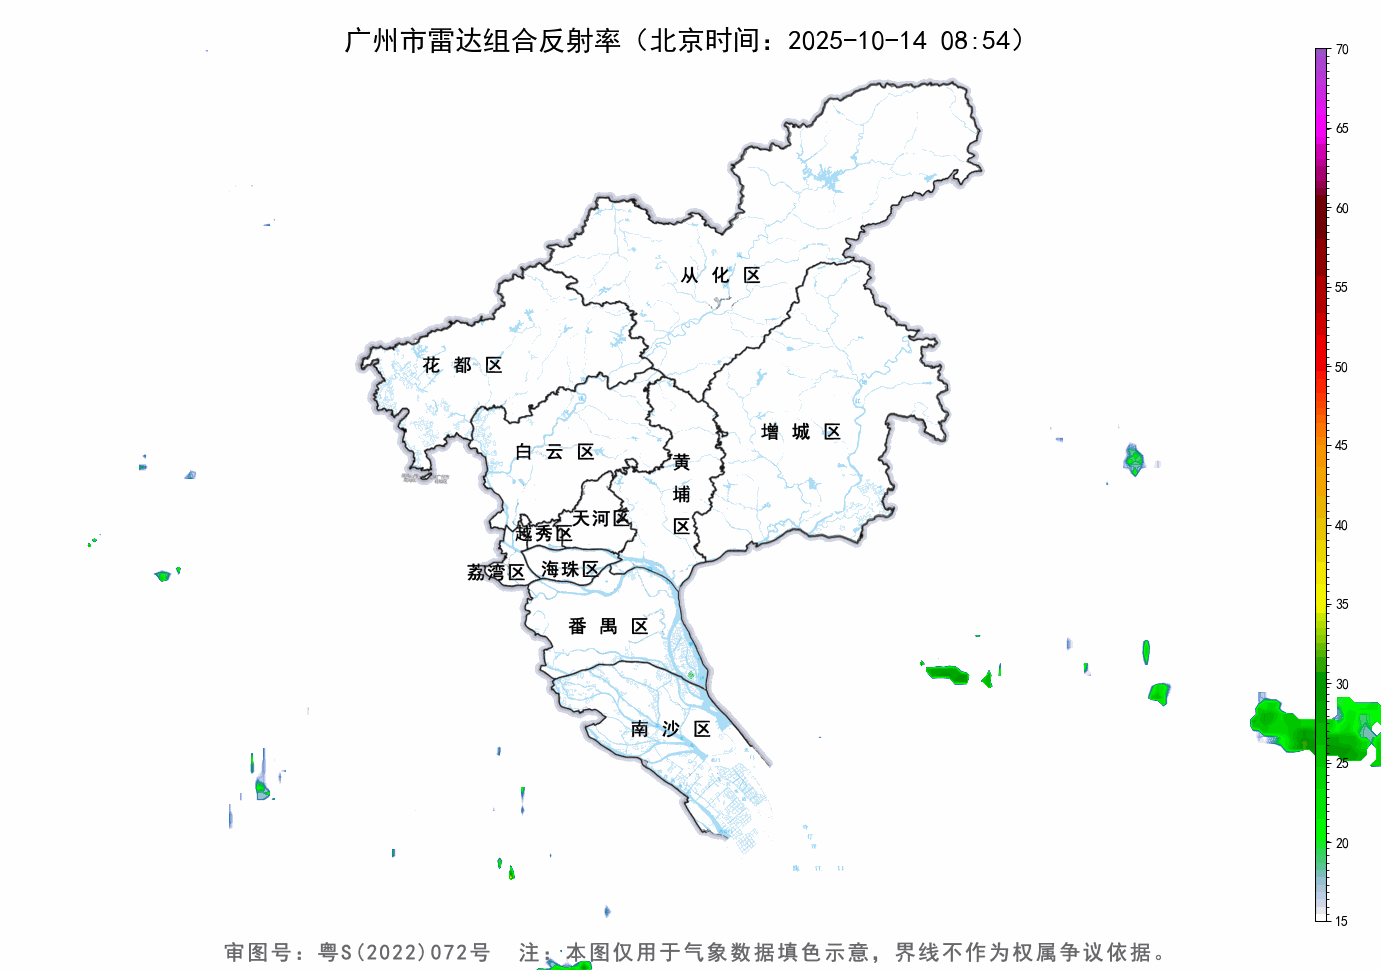 广州市雷达组合反射率（北京时间：2025-10-14 08:54）
70
65
60
55
50
45
40
35
30
25
20
15
从化区
花都区
增城区
白云区
黄埔区
天河区
越秀区
荔湾区
海珠区
番禺区
南沙区
审图号：粤S(2022)072号 注：本图仅用于气象数据填色示意，界线不作为权属争议依据。